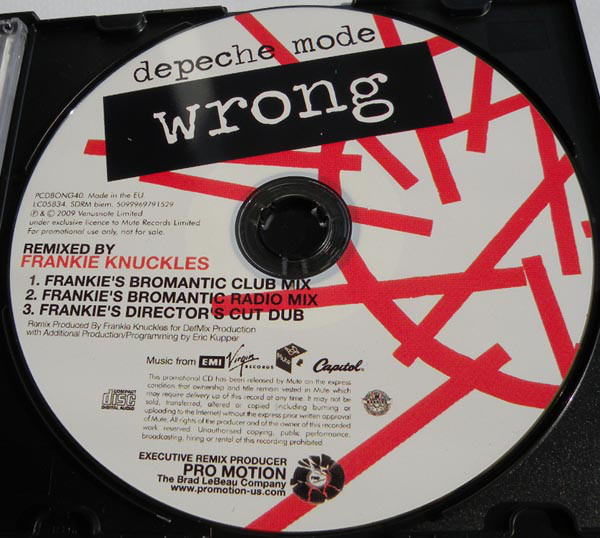 depeche mode
wrong
PCDBONG40. Made in the EU.
LC05834. SDRM biem. 5099969791529
℗ & © 2009 Venusnote Limited
under exclusive licence to Mute Records Limited
For promotional use only, not for sale.
REMIXED BY
FRANKIE KNUCKLES
1. FRANKIE'S BROMANTIC CLUB MIX
2. FRANKIE'S BROMANTIC RADIO MIX
3. FRANKIE'S DIRECTOR'S CUT DUB
Remix Produced By Frankie Knuckles for DefMix Production
with Additional Production/Programming by Eric Kupper
Music from EMI Virgin RECORDS MUTE Capitol.
This promotional CD has been released by Mute on the express
condition that ownership and title remain vested in Mute which
may require delivery up of this record at any time. It may not be
sold, transferred, altered or copied (including burning or
uploading to the Internet) without the express prior written approval
of Mute. All rights of the producer and of the owner of this recorded
work reserved. Unauthorised copying, public performance,
broadcasting, hiring or rental of this recording prohibited.
COMPACT
disc
DIGITAL AUDIO
EXECUTIVE REMIX PRODUCER
PRO MOTION
The Brad LeBeau Company
www.promotion-us.com